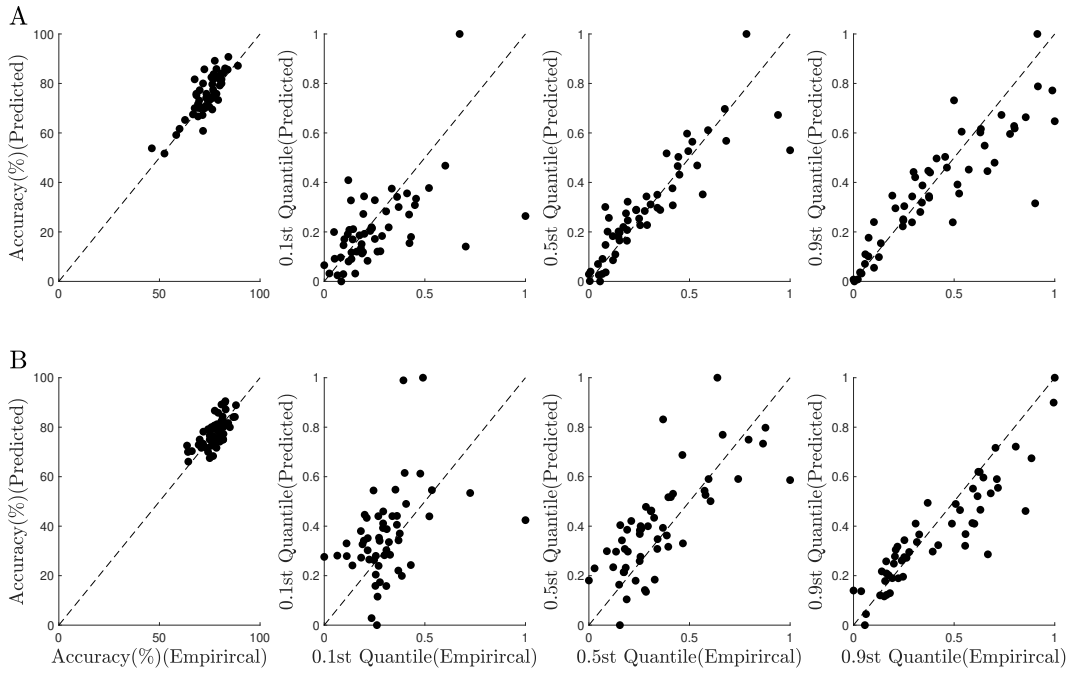 A
Accuracy(%)(Predicted)
100
80
60
40
20
0
0 50 100
0.1st Quantile(Predicted)
1
0.8
0.6
0.4
0.2
0
0 0.5 1
0.5st Quantile(Predicted)
1
0.8
0.6
0.4
0.2
0
0 0.5 1
0.9st Quantile(Predicted)
1
0.8
0.6
0.4
0.2
0
0 0.5 1
B
Accuracy(%)(Predicted)
100
80
60
40
20
0
0 50 100
Accuracy(%)(Empirircal)
0.1st Quantile(Predicted)
1
0.8
0.6
0.4
0.2
0
0 0.5 1
0.1st Quantile(Empirircal)
0.5st Quantile(Predicted)
1
0.8
0.6
0.4
0.2
0
0 0.5 1
0.5st Quantile(Empirircal)
0.9st Quantile(Predicted)
1
0.8
0.6
0.4
0.2
0
0 0.5 1
0.9st Quantile(Empirircal)